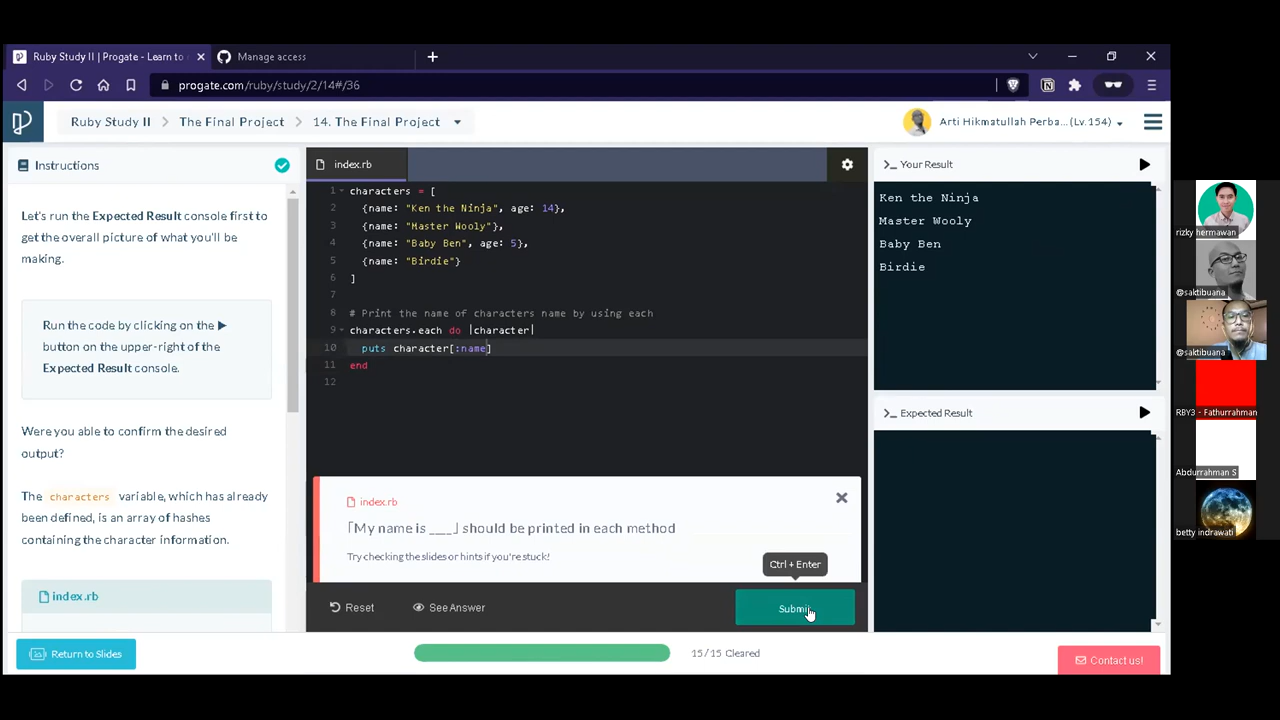 Ruby Study II | Progate - Learn to
Manage access
progate.com/ruby/study/2/14#/36
Ruby Study II
The Final Project
14. The Final Project
Arti Hikmatullah Perba...(Lv.154)
Instructions
Let's run the Expected Result console first to
get the overall picture of what you'll be
making.
Run the code by clicking on the ▶
button on the upper-right of the
Expected Result console.
Were you able to confirm the desired
output?
The characters variable, which has already
been defined, is an array of hashes
containing the character information.
index.rb
index.rb
1 characters = [
2 {name: "Ken the Ninja", age: 14},
3 {name: "Master Wooly"},
4 {name: "Baby Ben", age: 5},
5 {name: "Birdie"}
6 ]
7
8 # Print the name of characters name by using each
9 characters.each do |character|
10 puts character[:name]
11 end
12
index.rb
「My name is ____」 should be printed in each method
Try checking the slides or hints if you're stuck!
Ctrl + Enter
Reset
See Answer
Submit
Your Result
Ken the Ninja
Master Wooly
Baby Ben
Birdie
Expected Result
Return to Slides
15/15 Cleared
Contact us!
rizky hermawan
@saktibuana
@saktibuana
RBY3 - Fathurrahman
Abdurrahman S
betty indrawati